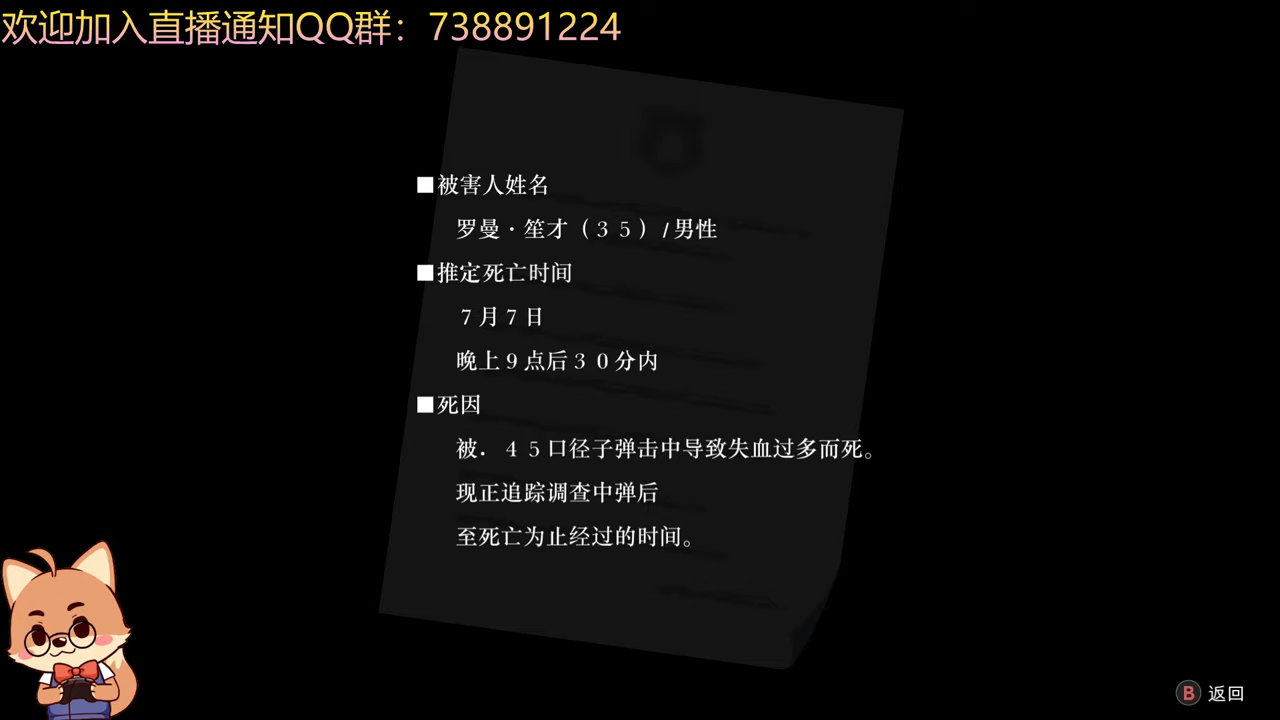 欢迎加入直播通知QQ群：738891224
■被害人姓名
罗曼·笙才（３５）/男性
■推定死亡时间
７月７日
晚上９点后３０分内
■死因
被．４５口径子弹击中导致失血过多而死。
现正追踪调查中弹后
至死亡为止经过的时间。
B 返回